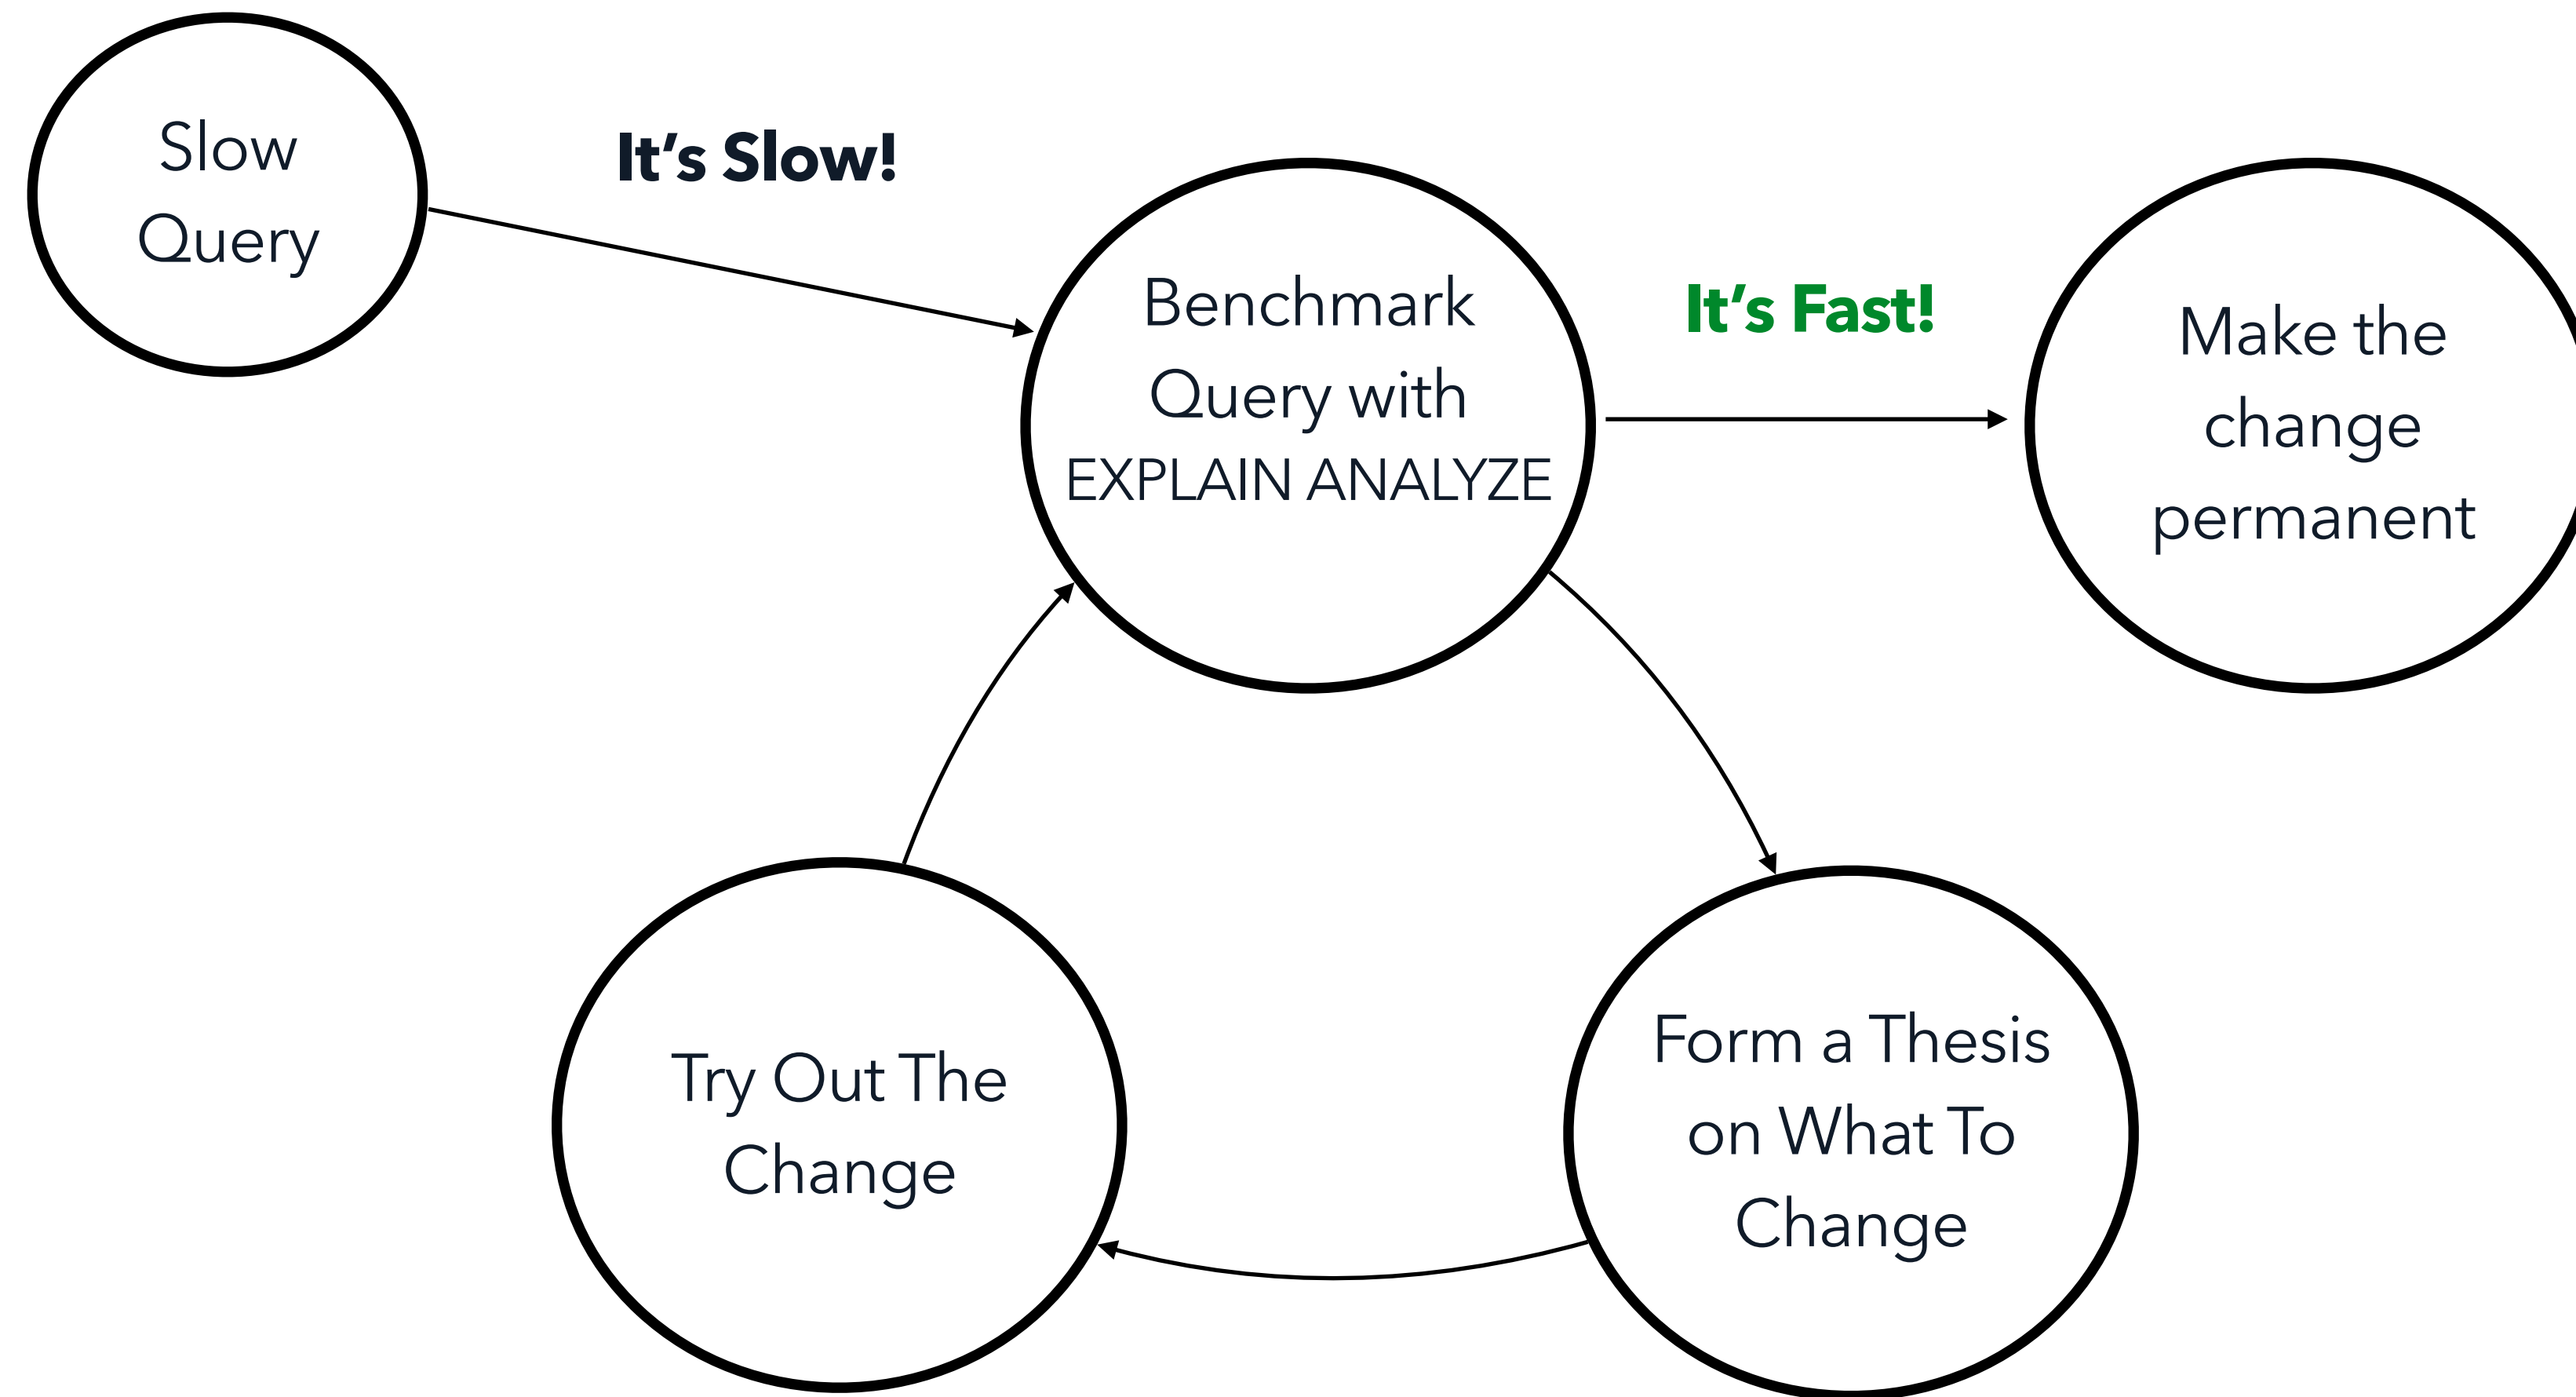 Slow
Query
It’s Slow!
Benchmark
Query with
EXPLAIN ANALYZE
It’s Fast!
Make the
change
permanent
Form a Thesis
on What To
Change
Try Out The
Change